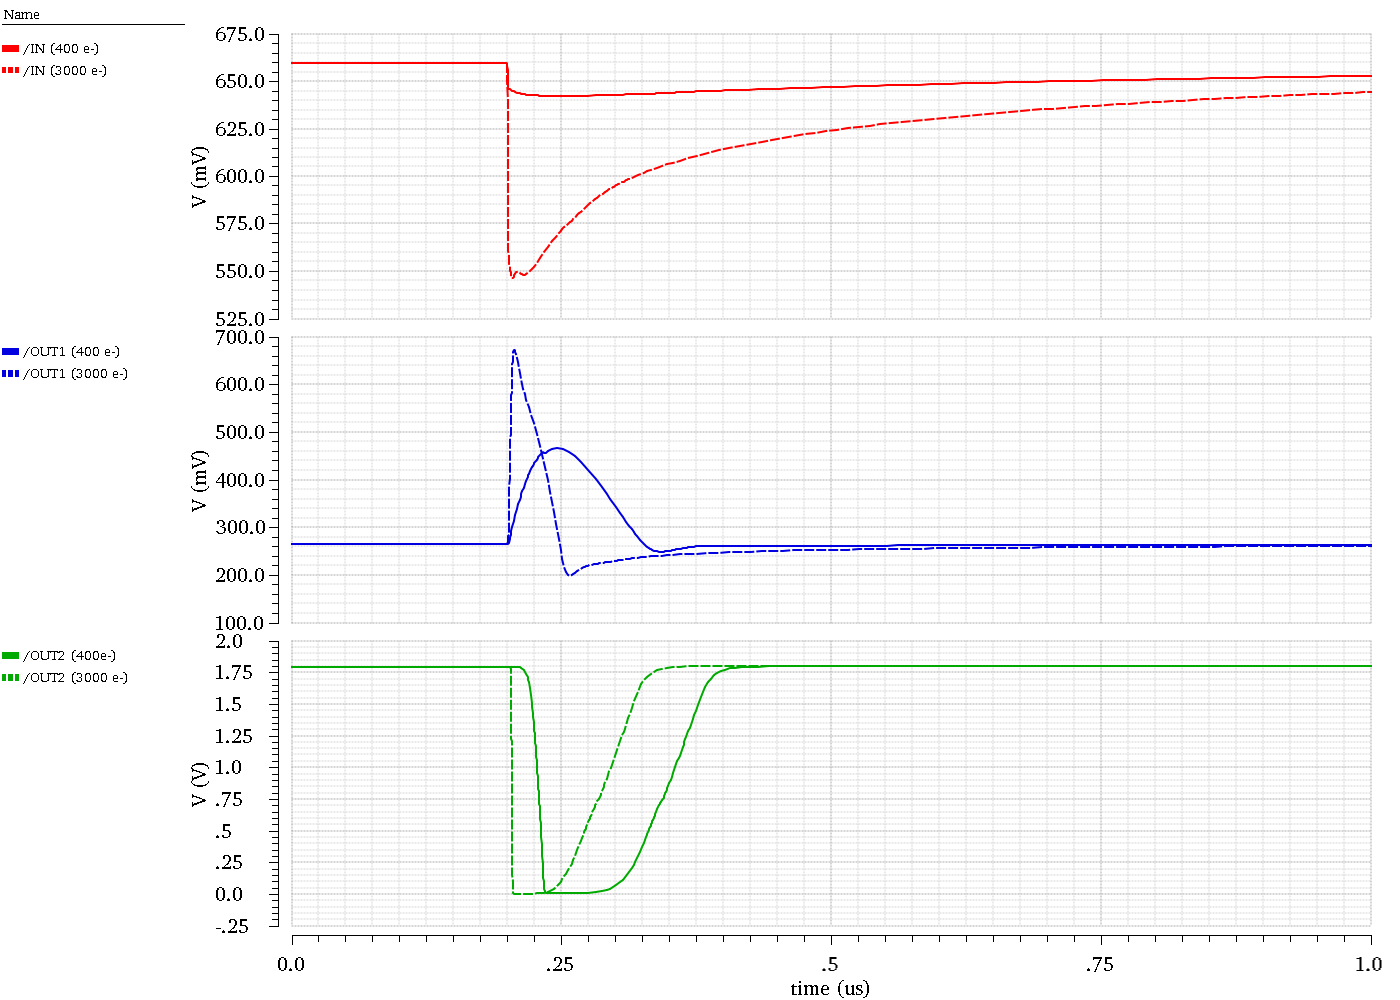 Name
/IN (400 e-)
/IN (3000 e-)
675.0
650.0
625.0
600.0
575.0
550.0
525.0
V (mV)
/OUT1 (400 e-)
/OUT1 (3000 e-)
700.0
600.0
500.0
400.0
300.0
200.0
100.0
V (mV)
/OUT2 (400e-)
/OUT2 (3000 e-)
2.0
1.75
1.5
1.25
1.0
.75
.5
.25
0.0
-.25
V (V)
0.0 .25 .5 .75 1.0
time (us)